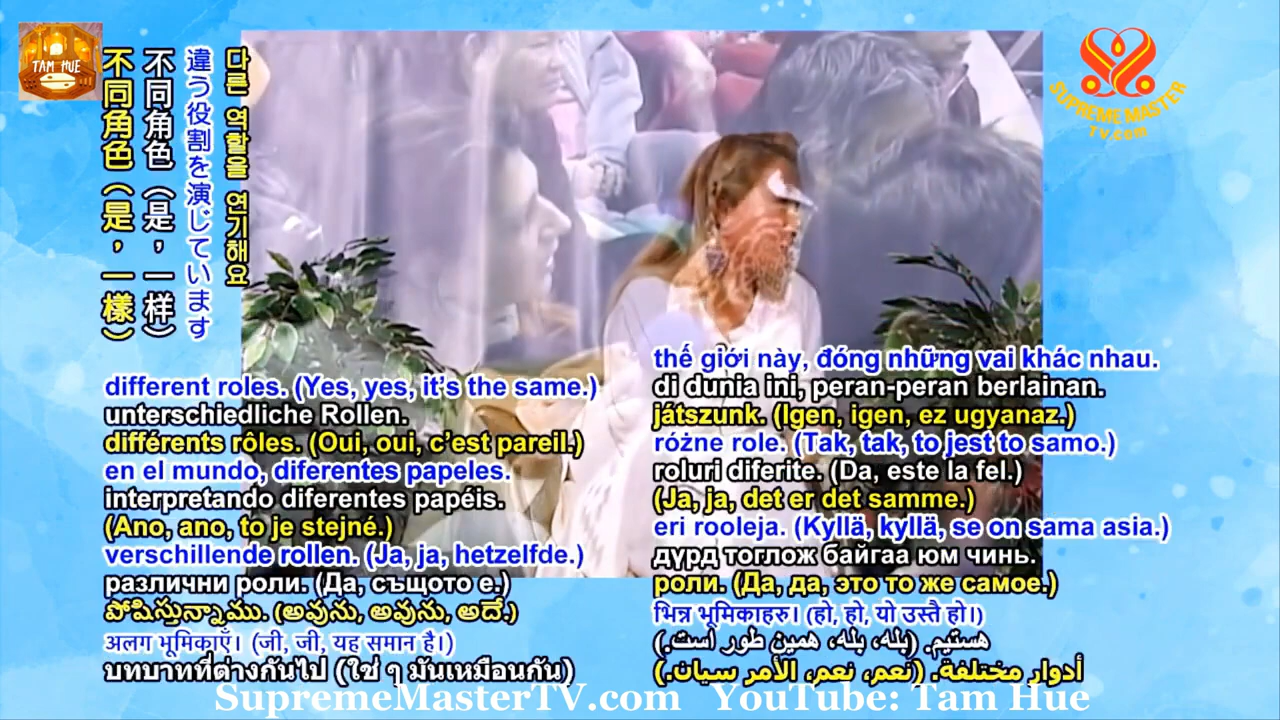 TAM HUE
不同角色（是，一樣）
不同角色（是，一样）
違う役割を演じています
다른 역할을 연기해요
SUPREME MASTER
TV.com
different roles. (Yes, yes, it's the same.)
unterschiedliche Rollen.
différents rôles. (Oui, oui, c'est pareil.)
en el mundo, diferentes papeles.
interpretando diferentes papéis.
(Ano, ano, to je stejné.)
verschillende rollen. (Ja, ja, hetzelfde.)
различни роли. (Да, същото е.)
పోషిస్తున్నాము. (అవును, అవును, అదే.)
अलग भूमिकाएँ। (जी, जी, यह समान है।)
บทบาทที่ต่างกันไป (ใช่ ๆ มันเหมือนกัน)
thế giới này, đóng những vai khác nhau.
di dunia ini, peran-peran berlainan.
játszunk. (Igen, igen, ez ugyanaz.)
różne role. (Tak, tak, to jest to samo.)
roluri diferite. (Da, este la fel.)
(Ja, ja, det er det samme.)
eri rooleja. (Kyllä, kyllä, se on sama asia.)
дүрд тоглож байгаа юм чинь.
роли. (Да, да, это то же самое.)
भिन्न भूमिकाहरु। (हो, हो, यो उस्तै हो।)
هستیم. (بله، بله، همین طور است.)
أدوار مختلفة. (نعم، نعم، الأمر سيان.)
SupremeMasterTV.com YouTube: Tam Hue